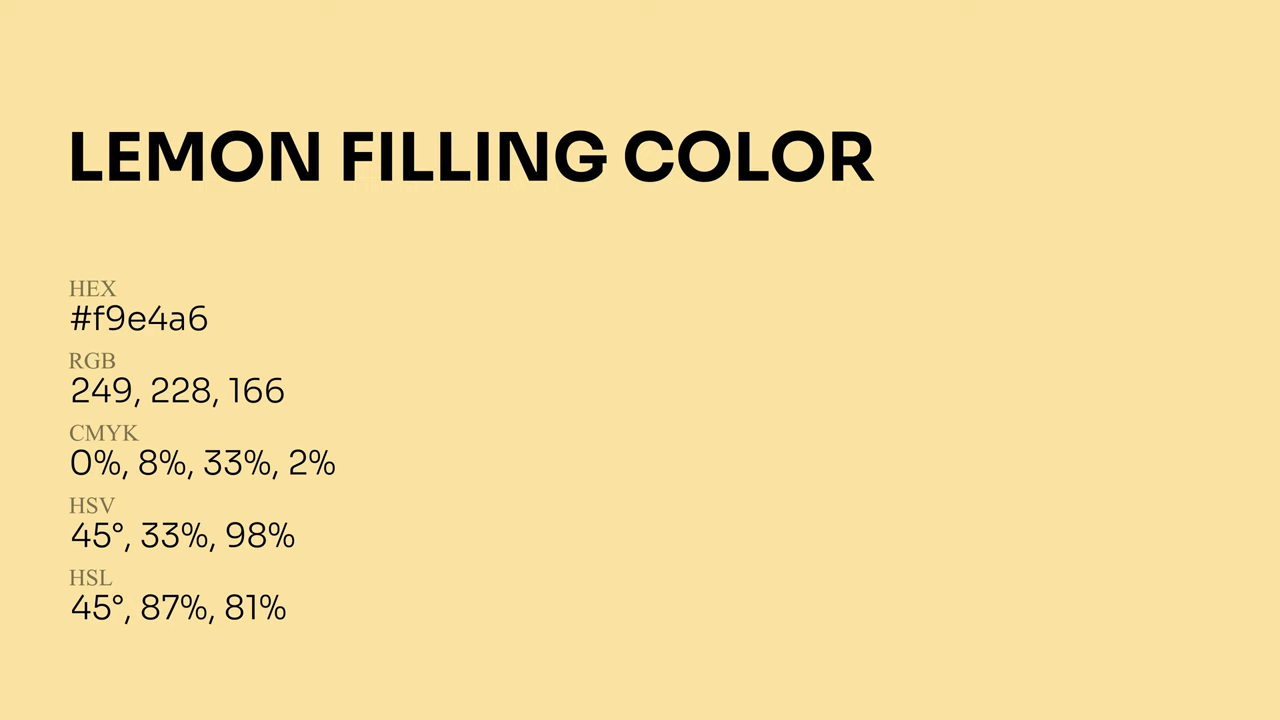 LEMON FILLING COLOR
HEX
#f9e4a6
RGB
249, 228, 166
CMYK
0%, 8%, 33%, 2%
HSV
45°, 33%, 98%
HSL
45°, 87%, 81%